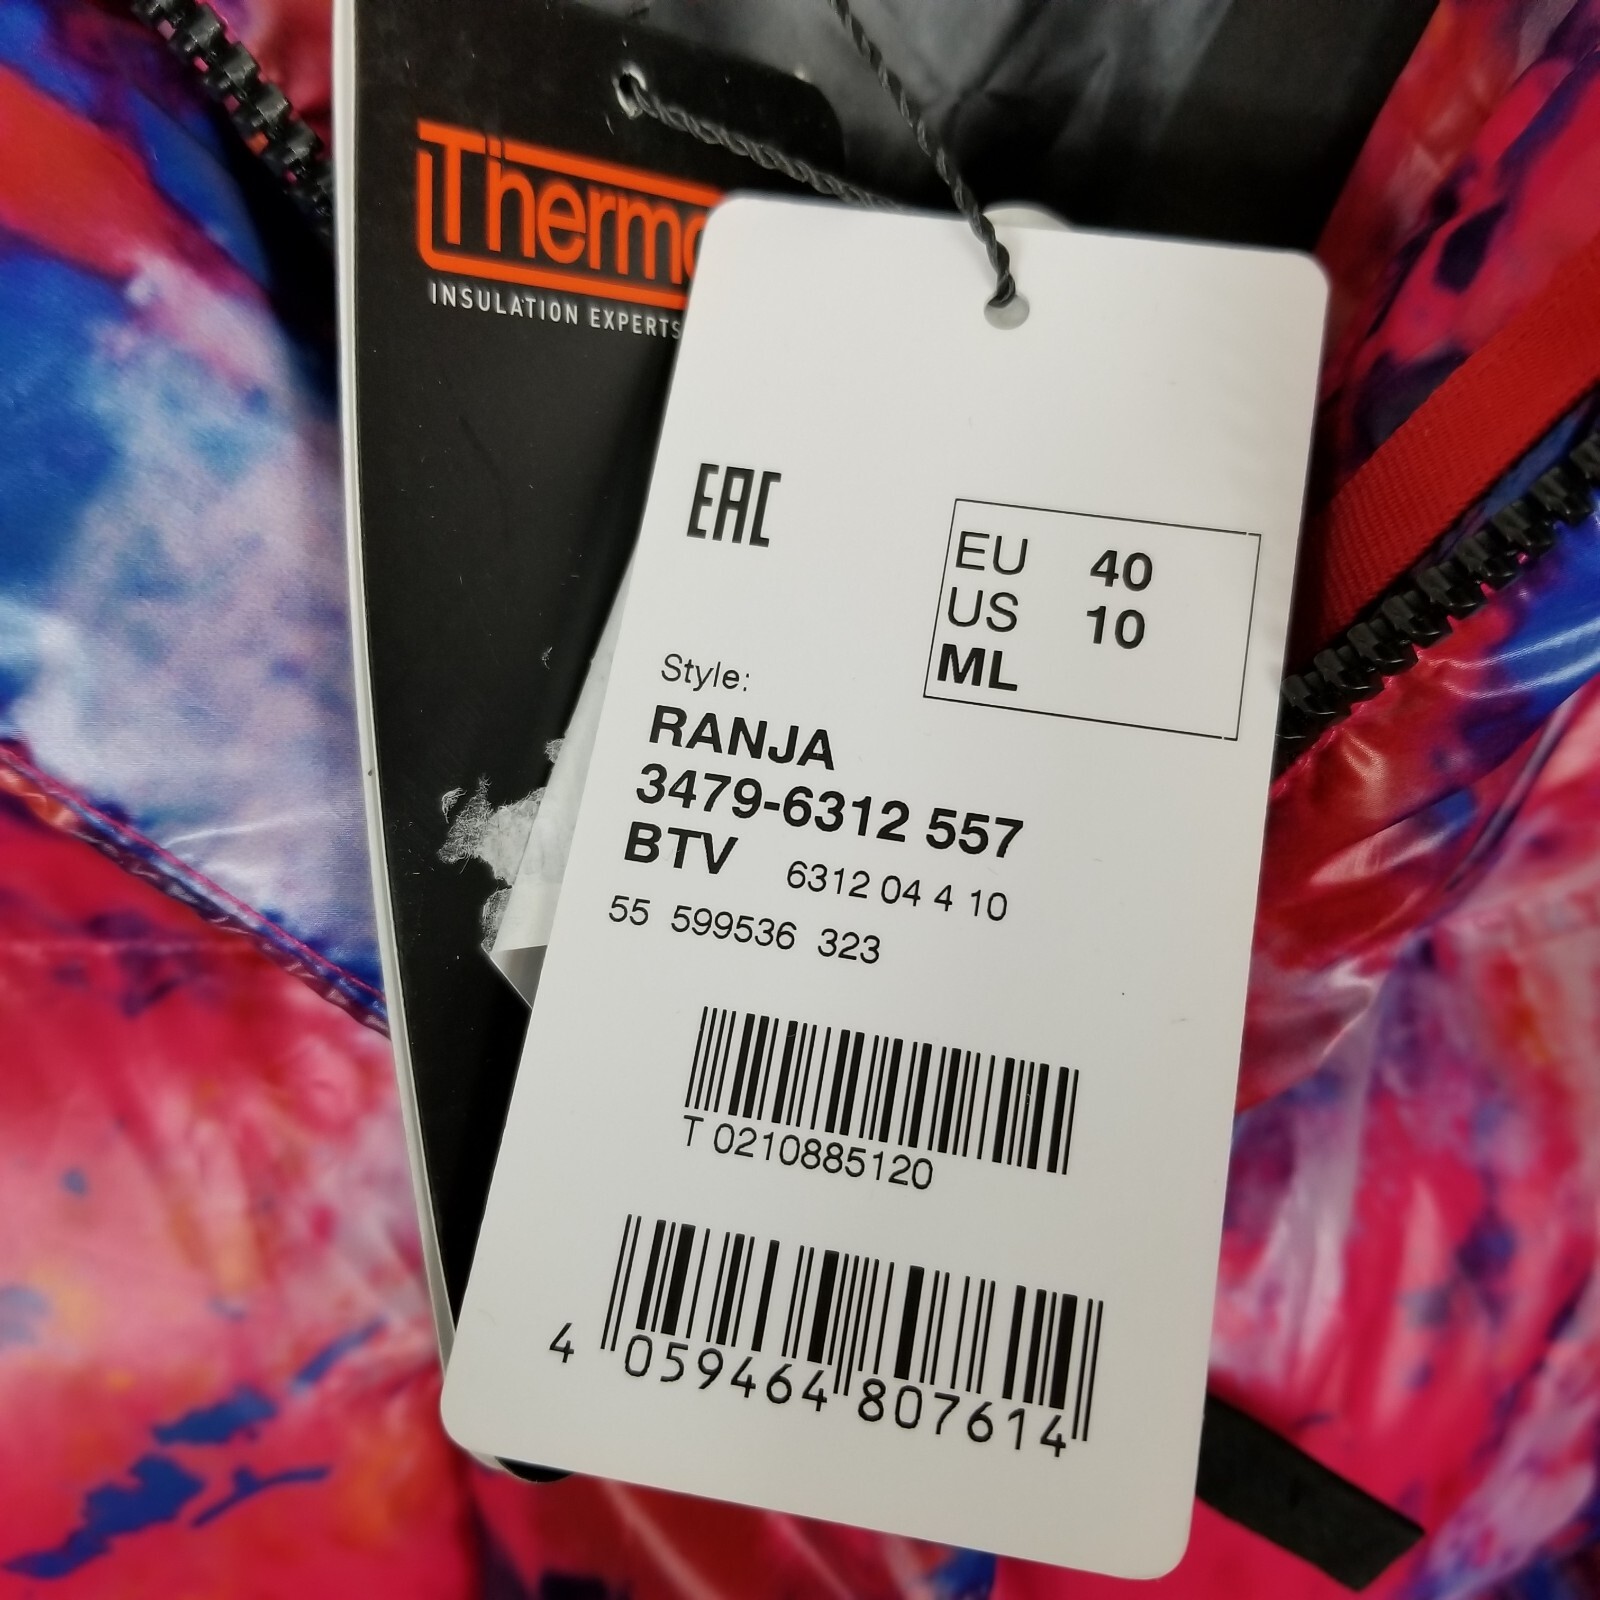 INSULATION EXPERTS
EAC
EU 40
US 10
ML
Style:
RANJA
3479-6312 557
BTV 6312 04 4 10
55 599536 323
T 0210885120
4 059464 807614